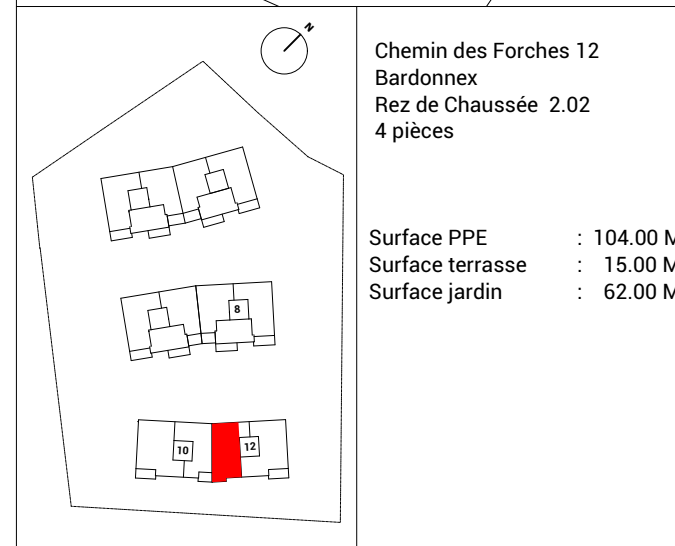 N
8
10
12
Chemin des Forches 12
Bardonnex
Rez de Chaussée 2.02
4 pièces
Surface PPE : 104.00 M
Surface terrasse : 15.00 M
Surface jardin : 62.00 M